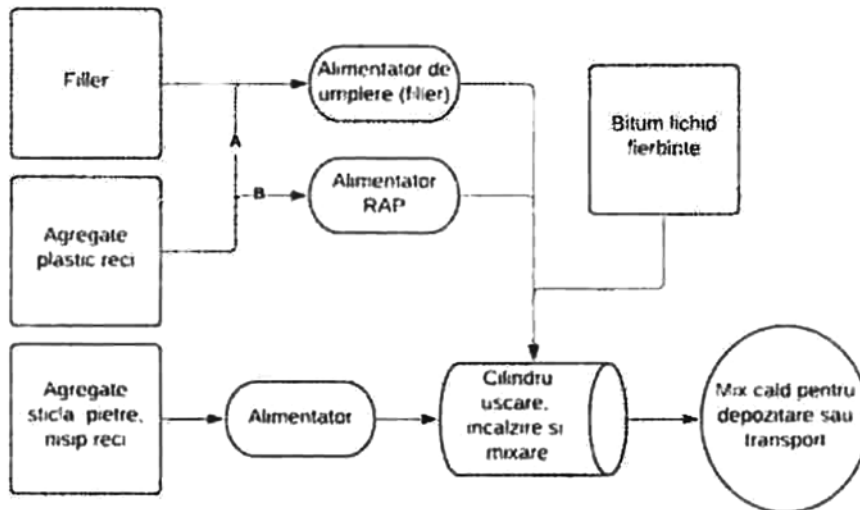 Filler
Alimentator de
umplere (filler)
Bitum lichid
fierbinte
A
B
Alimentator
RAP
Agregate
plastic reci
Agregate
sticla, pietre,
nisip reci
Alimentator
Cilindru
uscare,
incalzire si
mixare
Mix cald pentru
depozitare sau
transport